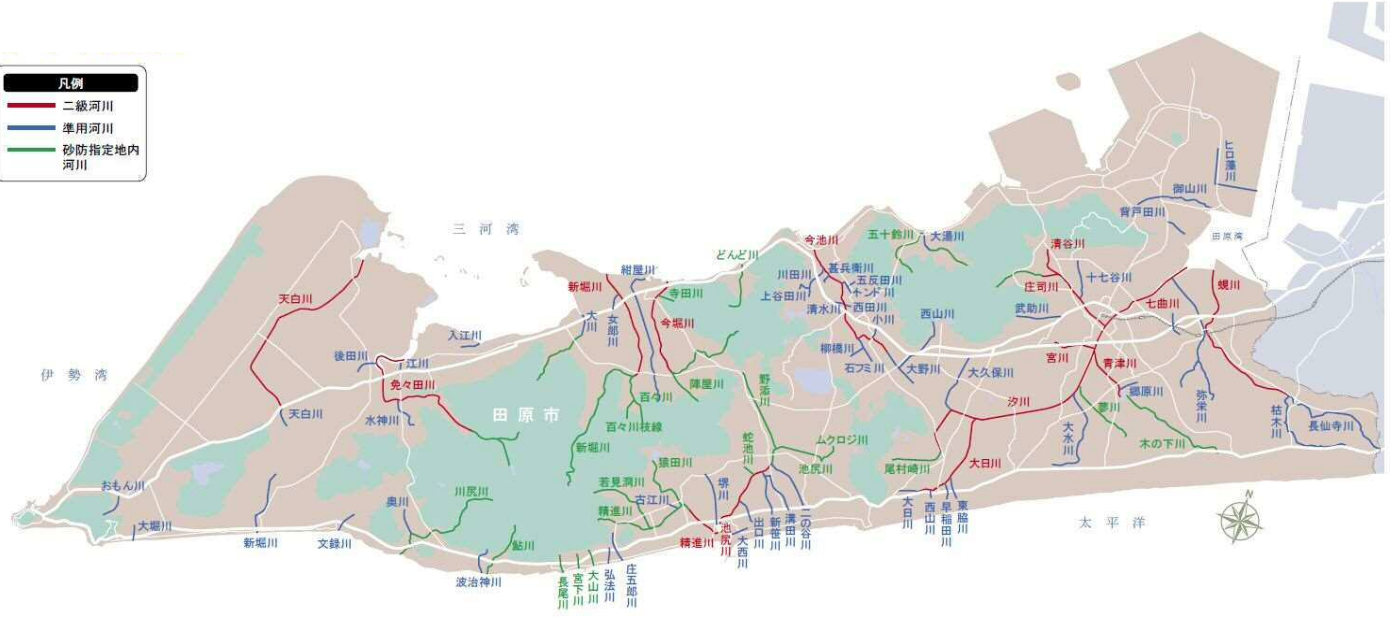 凡例
二級河川
準用河川
砂防指定地内
河川
三河湾
伊勢湾
太平洋
田原湾
田原市
N
ヒロ藻川
御山川
背戸田川
清谷川
十七谷川
庄司川
武助川
七曲川
蜆川
五十鈴川
大湯川
今池川
甚兵衛川
五反田川
トンド川
川田川
上谷田川
清水川
西田川
小川
西山川
柳橋川
石フミ川
大野川
大久保川
宮川
青津川
郷原川
夢川
弥栄川
枯木川
長仙寺川
木の下川
大水川
汐川
大日川
尾村崎川
ムクロジ川
池尻川
野添川
蛇池川
どんど川
紺屋川
新堀川
寺田川
今堀川
女郎川
大川
陣屋川
百々川
百々川枝線
新堀川
入江川
天白川
後田川
江川
免々田川
水神川
天白川
猿田川
若見洞川
古江川
精進川
堺川
川尻川
奥川
鮎川
おもん川
大堀川
新堀川
文録川
波治神川
長尾川
宮下川
大山川
弘法川
庄五郎川
精進川
池尻川
大西川
出口川
新笹川
溝田川
二の谷川
大日川
西山川
早稲田川
東脇川